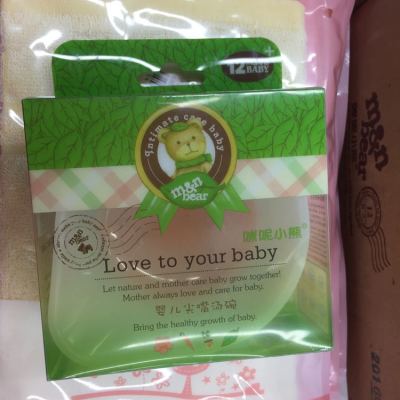 12
BABY
qntimate care baby
m&n
bear
咪呢小熊®
Love to your baby
Let nature and mother care baby grow together!
Mother always love and care for baby.
婴儿尖嘴汤碗
Bring the healthy growth of baby.
m&n
bear